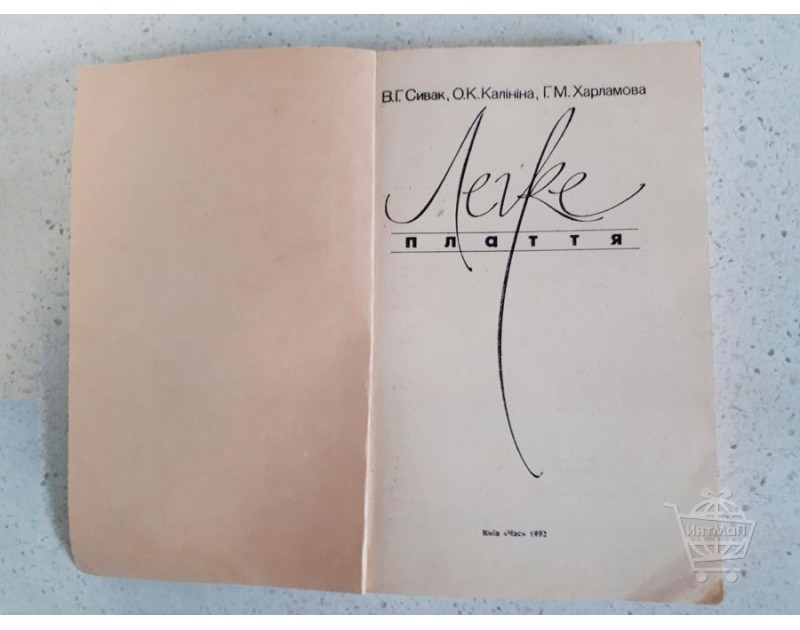 В.Г. Сивак, О.К. Калініна, Г.М. Харламова
Легке
плаття
Київ «Час» 1992
ИнтМаП